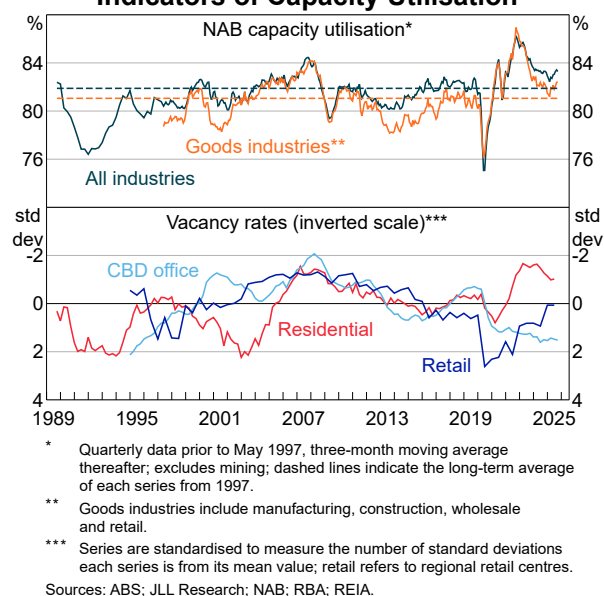 Indicators of Capacity Utilisation
% NAB capacity utilisation* %
84 84
80 80
Goods industries**
76 76
All industries
std dev Vacancy rates (inverted scale)*** std dev
-2 -2
CBD office
0 0
Residential
2 2
Retail
4 4
1989 1995 2001 2007 2013 2019 2025
* Quarterly data prior to May 1997, three-month moving average
thereafter; excludes mining; dashed lines indicate the long-term average
of each series from 1997.
** Goods industries include manufacturing, construction, wholesale
and retail.
*** Series are standardised to measure the number of standard deviations
each series is from its mean value; retail refers to regional retail centres.
Sources: ABS; JLL Research; NAB; RBA; REIA.